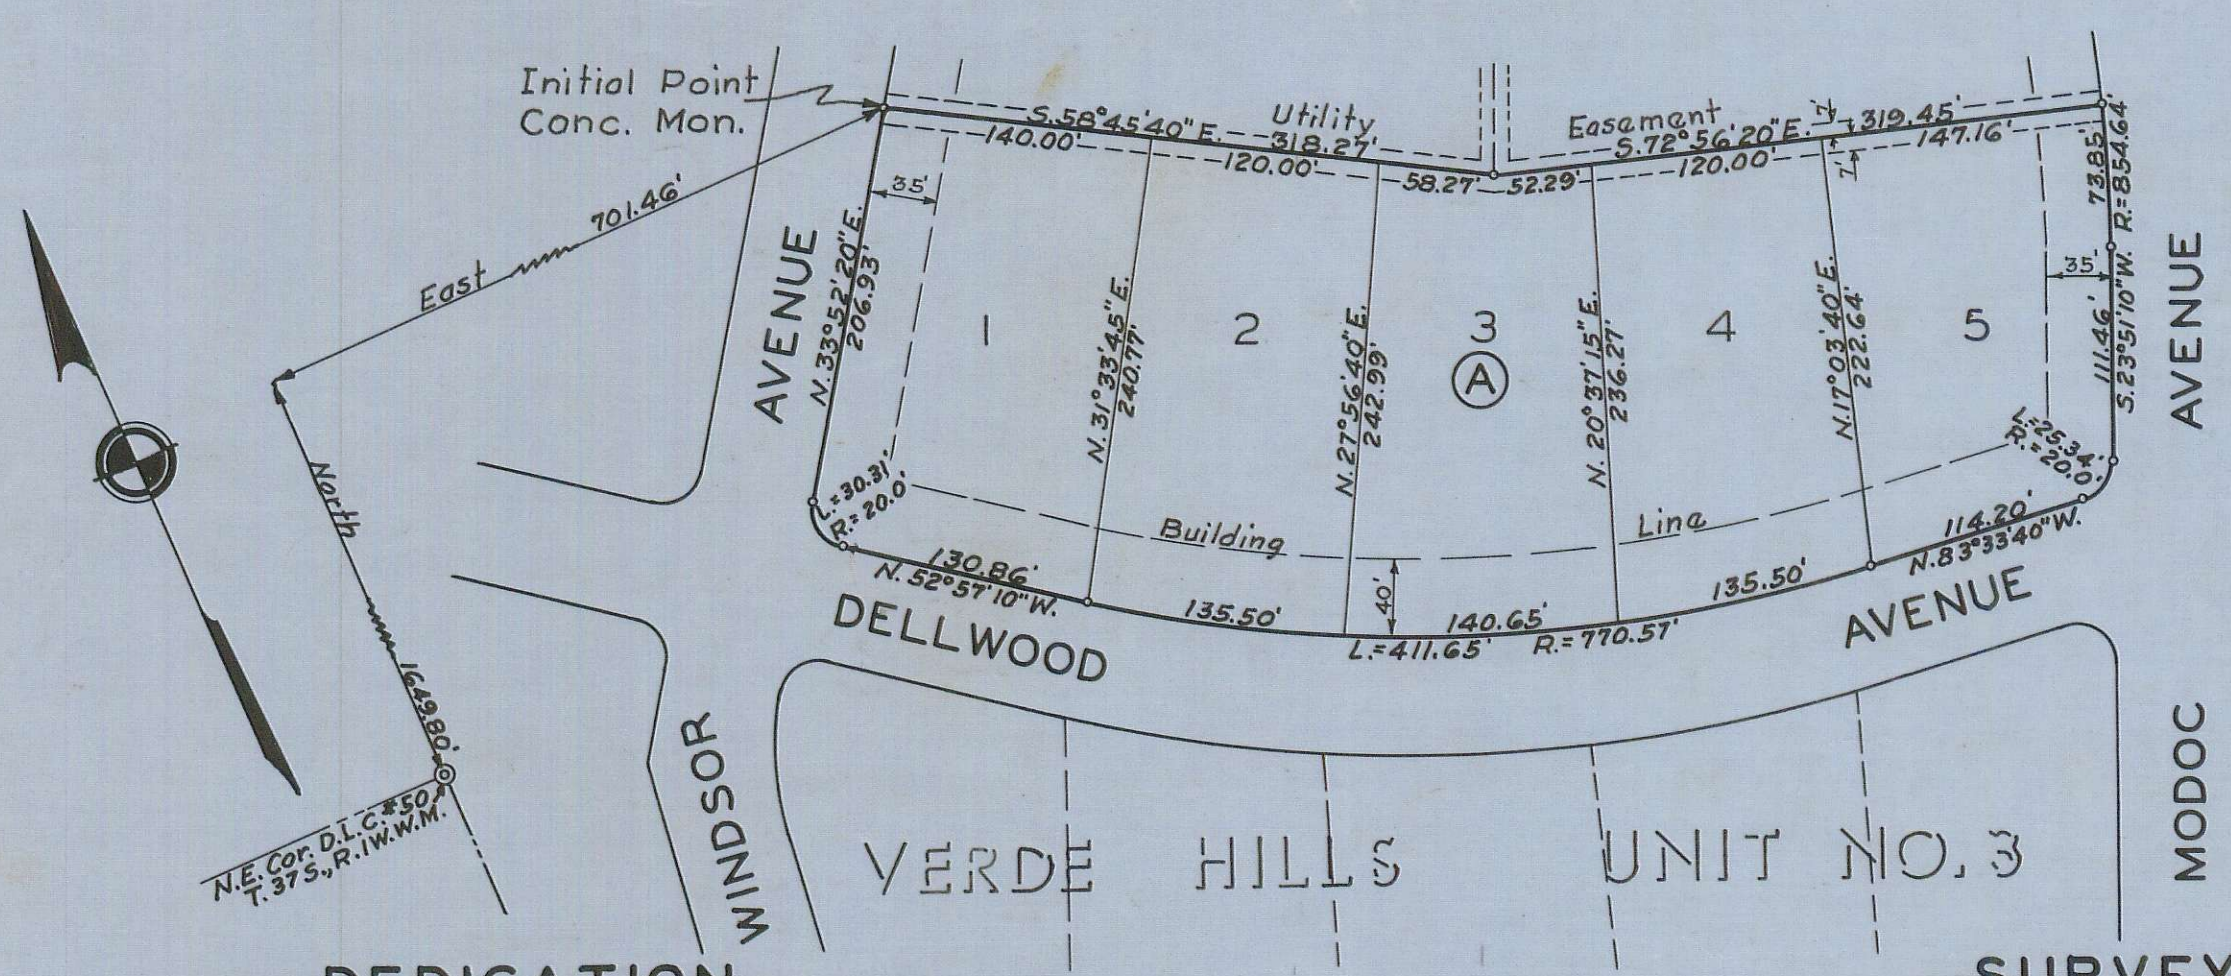 Initial Point
Conc. Mon.
S.58°45'40"E.
Utility
318.27'
Easement
S.72°56'20"E.
319.45'
7'
7'
140.00'
120.00'
58.27'
52.29'
120.00'
147.16'
73.85'
R.=854.64'
701.46'
East
35'
35'
AVENUE
N.33°52'20"E.
206.93'
1
N.31°33'45"E.
240.77'
2
N.27°56'40"E.
242.99'
3
A
N.20°37'15"E.
236.27'
4
N.17°03'40"E.
222.64'
5
111.46'
S.23°51'10"W.
AVENUE
North
1649.80'
L.=30.31'
R.=20.0'
L.=25.34'
R.=20.0'
Building
Line
40'
130.86'
N.52°57'10"W.
135.50'
140.65'
L.=411.65'
R.=770.57'
135.50'
114.20'
N.83°33'40"W.
DELLWOOD
AVENUE
WINDSOR
MODOC
N.E. Cor. D.L.C. #50
T.37S., R.1W.W.M.
VERDE HILLS UNIT NO. 3
DEDICATION
SURVEY